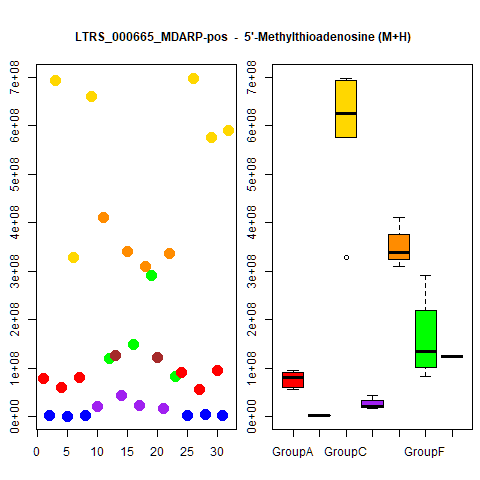 LTRS_000665_MDARP-pos - 5'-Methylthioadenosine (M+H)
0e+00 1e+08 2e+08 3e+08 4e+08 5e+08 6e+08 7e+08
0 5 10 15 20 25 30
0e+00 1e+08 2e+08 3e+08 4e+08 5e+08 6e+08 7e+08
GroupA GroupC GroupF